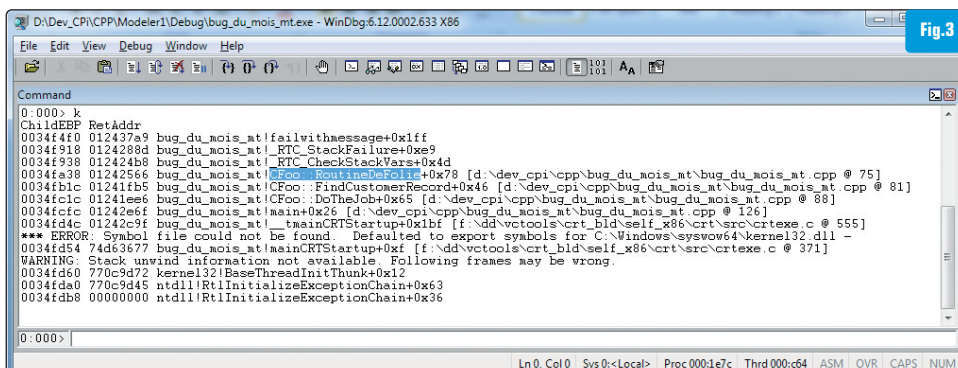 D:\Dev_CPi\CPP\Modeler1\Debug\bug_du_mois_mt.exe - WinDbg:6.12.0002.633 X86
Fig.3
File Edit View Debug Window Help
Command
0:000> k
ChildEBP RetAddr
0034f4f0 012437a9 bug_du_mois_mt!failwithmessage+0x1ff
0034f918 0124288d bug_du_mois_mt!_RTC_StackFailure+0xe9
0034f938 012424b8 bug_du_mois_mt!_RTC_CheckStackVars+0x4d
0034fa38 01242566 bug_du_mois_mt!CFoo::RoutineDeFolie+0x78 [d:\dev_cpi\cpp\bug_du_mois_mt\bug_du_mois_mt.cpp @ 75]
0034fb1c 01241fb5 bug_du_mois_mt!CFoo::FindCustomerRecord+0x46 [d:\dev_cpi\cpp\bug_du_mois_mt\bug_du_mois_mt.cpp @ 81]
0034fc1c 01241ee6 bug_du_mois_mt!CFoo::DoTheJob+0x65 [d:\dev_cpi\cpp\bug_du_mois_mt\bug_du_mois_mt.cpp @ 88]
0034fcfc 01242e6f bug_du_mois_mt!main+0x26 [d:\dev_cpi\cpp\bug_du_mois_mt\bug_du_mois_mt.cpp @ 126]
0034fd4c 01242c9f bug_du_mois_mt!__tmainCRTStartup+0x1bf [f:\dd\vctools\crt_bld\self_x86\crt\src\crtexe.c @ 555]
*** ERROR: Symbol file could not be found.  Defaulted to export symbols for C:\Windows\syswow64\kernel32.dll -
0034fd54 74d63677 bug_du_mois_mt!mainCRTStartup+0xf [f:\dd\vctools\crt_bld\self_x86\crt\src\crtexe.c @ 371]
WARNING: Stack unwind information not available. Following frames may be wrong.
0034fd60 770c9d72 kernel32!BaseThreadInitThunk+0x12
0034fda0 770c9d45 ntdll!RtlInitializeExceptionChain+0x63
0034fdb8 00000000 ntdll!RtlInitializeExceptionChain+0x36
0:000>
Ln 0, Col 0 Sys 0:<Local> Proc 000:1e7c Thrd 000:c64 ASM OVR CAPS NUM